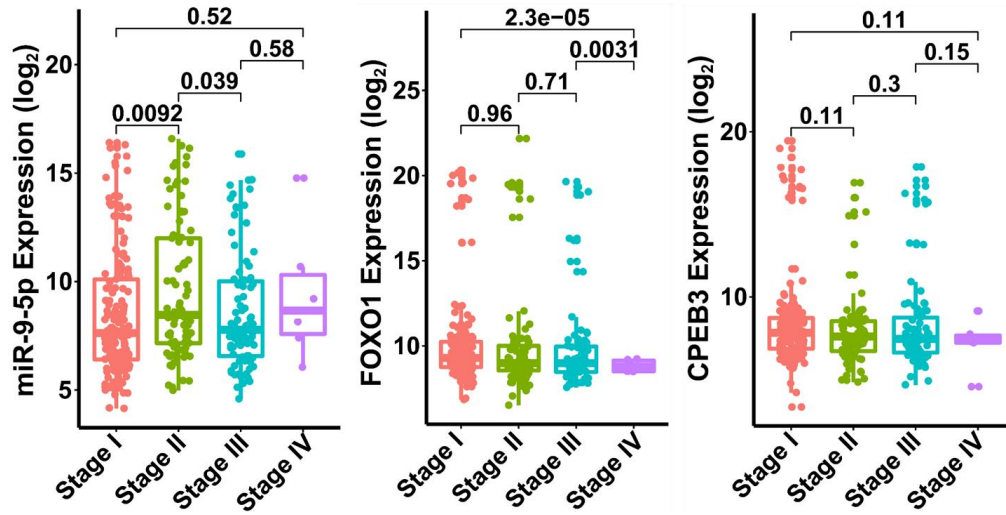 miR-9-5p Expression (log₂)
20
15
10
5
0.52
0.58
0.039
0.0092
Stage I
Stage II
Stage III
Stage IV
FOXO1 Expression (log₂)
25
20
15
10
2.3e−05
0.0031
0.71
0.96
Stage I
Stage II
Stage III
Stage IV
CPEB3 Expression (log₂)
20
10
0.11
0.15
0.3
0.11
Stage I
Stage II
Stage III
Stage IV